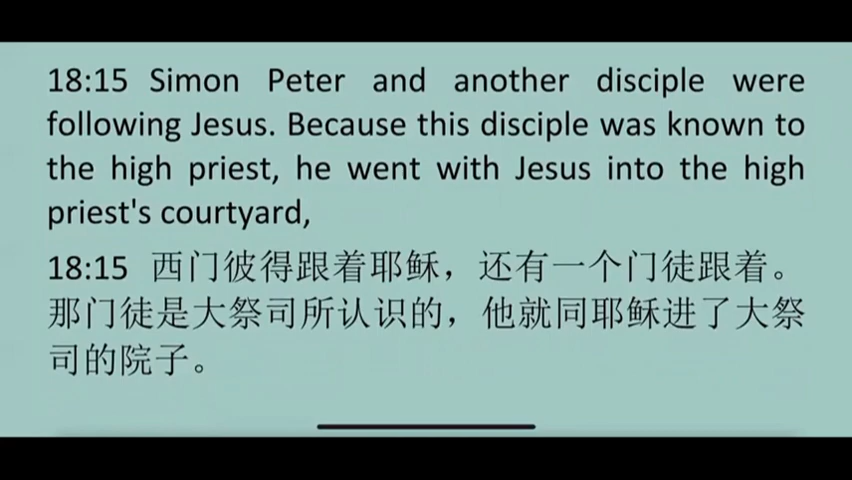 18:15 Simon Peter and another disciple were
following Jesus. Because this disciple was known to
the high priest, he went with Jesus into the high
priest's courtyard,
18:15 西门彼得跟着耶稣，还有一个门徒跟着。
那门徒是大祭司所认识的，他就同耶稣进了大祭
司的院子。